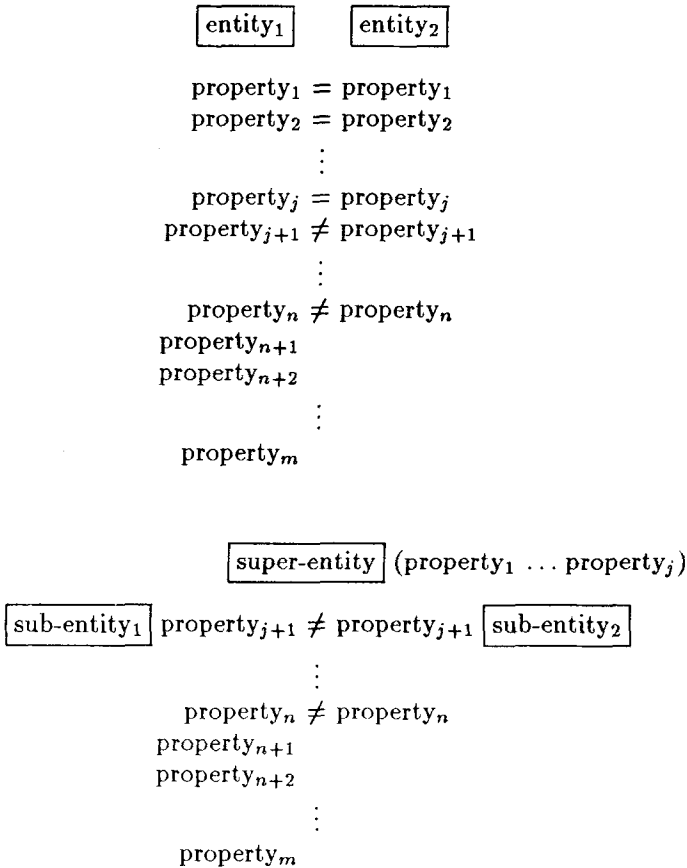 entity₁ entity₂
property₁ = property₁
property₂ = property₂
⋮
propertyⱼ = propertyⱼ
propertyⱼ₊₁ ≠ propertyⱼ₊₁
⋮
propertyₙ ≠ propertyₙ
propertyₙ₊₁
propertyₙ₊₂
⋮
propertyₘ
super-entity (property₁ … propertyⱼ)
sub-entity₁ propertyⱼ₊₁ ≠ propertyⱼ₊₁ sub-entity₂
⋮
propertyₙ ≠ propertyₙ
propertyₙ₊₁
propertyₙ₊₂
⋮
propertyₘ